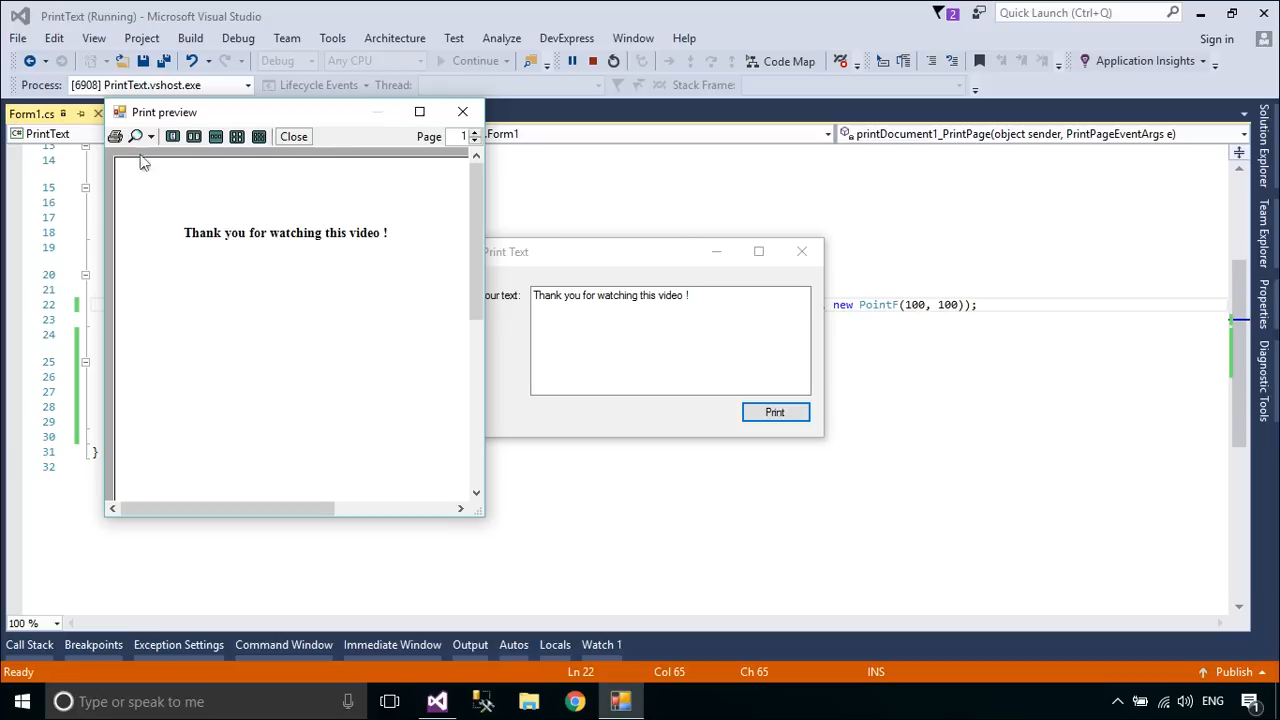 PrintText (Running) - Microsoft Visual Studio
2
Quick Launch (Ctrl+Q)
File Edit View Project Build Debug Team Tools Architecture Test Analyze DevExpress Window Help
Sign in
Debug Any CPU Continue Code Map Application Insights
Process: [6908] PrintText.vshost.exe Lifecycle Events Thread: Stack Frame:
Form1.cs
PrintText
.Form1
printDocument1_PrintPage(object sender, PrintPageEventArgs e)
Print preview
Close
Page 1
Thank you for watching this video !
Print Text
our text:
Thank you for watching this video !
Print
13
14
15
16
17
18
19
20
21
22 , new PointF(100, 100));
23
24
25
26
27
28
29
30
31 }
32
Solution Explorer
Team Explorer
Properties
Diagnostic Tools
100 %
Call Stack Breakpoints Exception Settings Command Window Immediate Window Output Autos Locals Watch 1
Ready Ln 22 Col 65 Ch 65 INS Publish
Type or speak to me
ENG
1